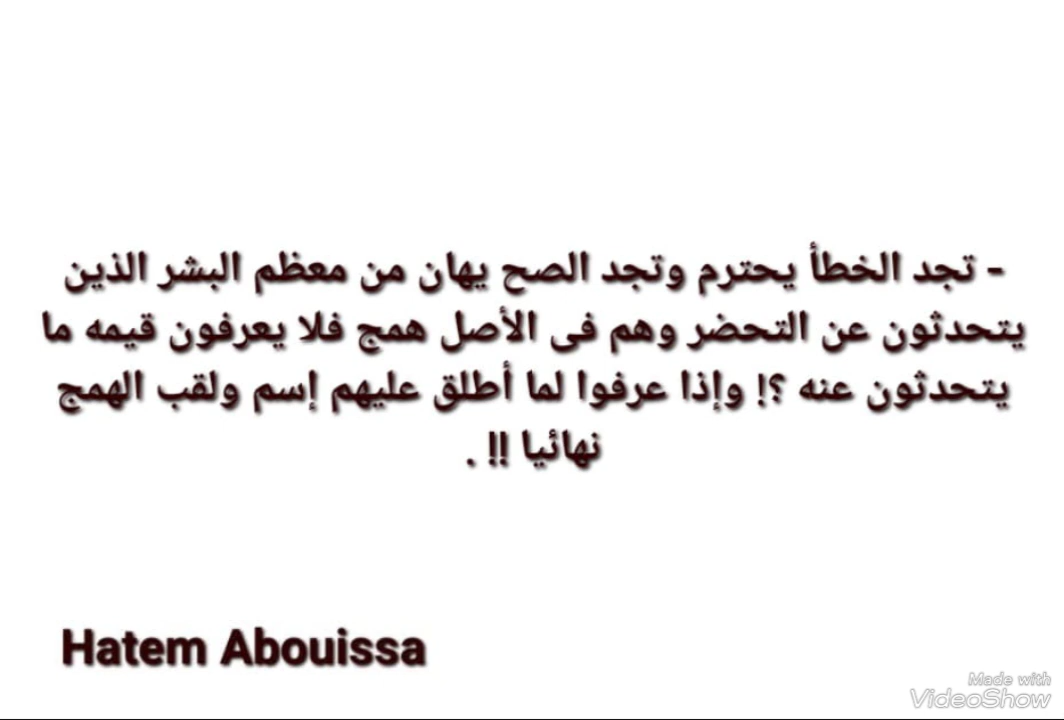 - تجد الخطأ يحترم وتجد الصح يهان من معظم البشر الذين
يتحدثون عن التحضر وهم فى الأصل همج فلا يعرفون قيمه ما
يتحدثون عنه ؟! وإذا عرفوا لما أطلق عليهم إسم ولقب الهمج
نهائيا !! .
Hatem Abouissa
Made with
VideoShow